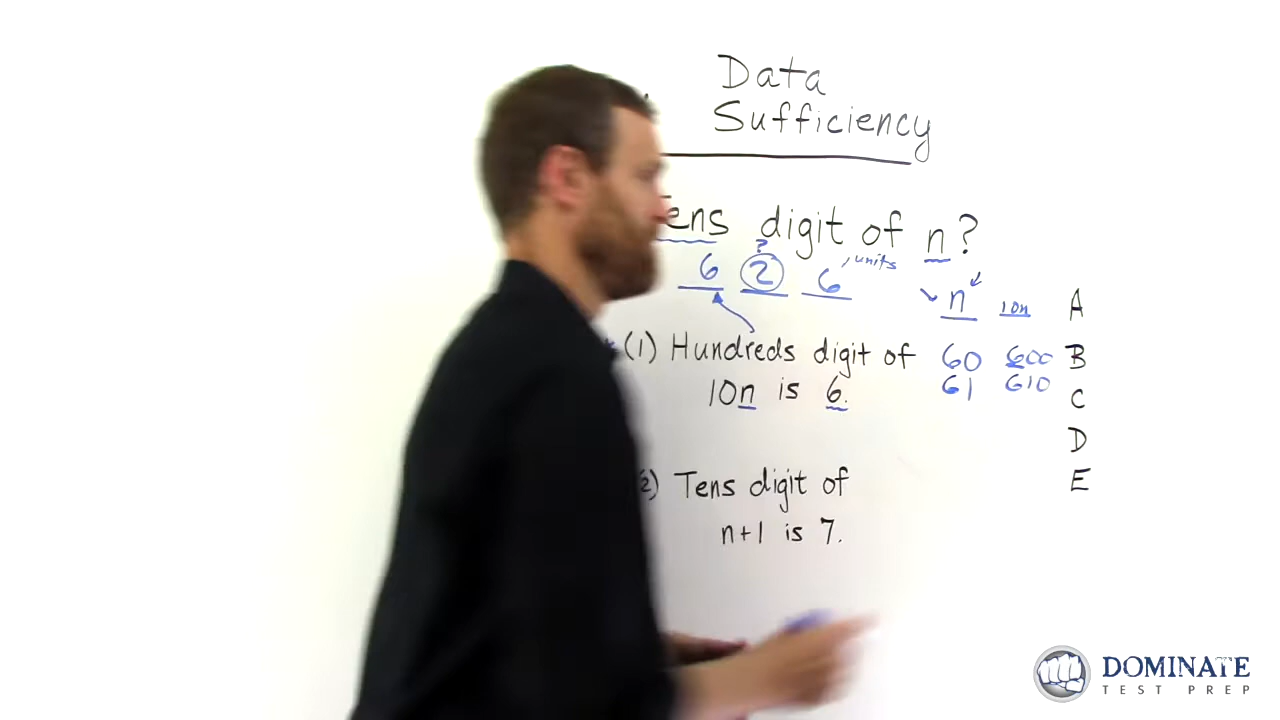 Data
Sufficiency
Tens digit of n?
?
6 2 6 units
n 10n
A
(1) Hundreds digit of 60 600 B
10n is 6. 61 610
C
D
(2) Tens digit of E
n+1 is 7.
DOMINATE
TEST PREP